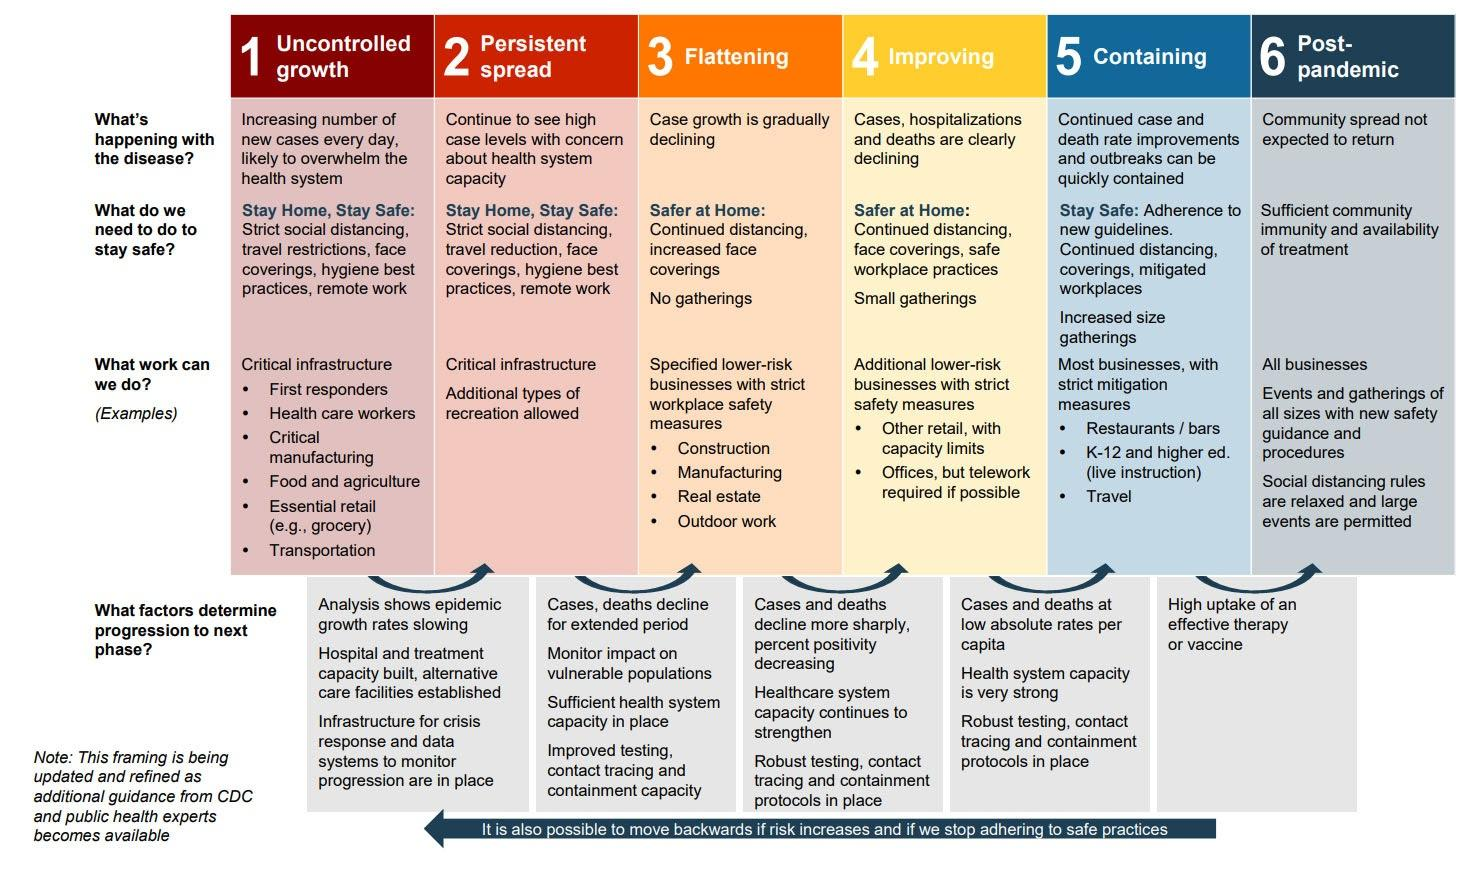 1 Uncontrolled
growth
2 Persistent
spread
3 Flattening
4 Improving
5 Containing
6 Post-
pandemic
What’s
happening with
the disease?
Increasing number of
new cases every day,
likely to overwhelm the
health system
Continue to see high
case levels with concern
about health system
capacity
Case growth is gradually
declining
Cases, hospitalizations
and deaths are clearly
declining
Continued case and
death rate improvements
and outbreaks can be
quickly contained
Community spread not
expected to return
What do we
need to do to
stay safe?
Stay Home, Stay Safe:
Strict social distancing,
travel restrictions, face
coverings, hygiene best
practices, remote work
Stay Home, Stay Safe:
Strict social distancing,
travel reduction, face
coverings, hygiene best
practices, remote work
Safer at Home:
Continued distancing,
increased face
coverings
No gatherings
Safer at Home:
Continued distancing,
face coverings, safe
workplace practices
Small gatherings
Stay Safe: Adherence to
new guidelines.
Continued distancing,
coverings, mitigated
workplaces
Increased size
gatherings
Sufficient community
immunity and availability
of treatment
What work can
we do?
(Examples)
Critical infrastructure
• First responders
• Health care workers
• Critical
manufacturing
• Food and agriculture
• Essential retail
(e.g., grocery)
• Transportation
Critical infrastructure
Additional types of
recreation allowed
Specified lower-risk
businesses with strict
workplace safety
measures
• Construction
• Manufacturing
• Real estate
• Outdoor work
Additional lower-risk
businesses with strict
safety measures
• Other retail, with
capacity limits
• Offices, but telework
required if possible
Most businesses, with
strict mitigation
measures
• Restaurants / bars
• K-12 and higher ed.
(live instruction)
• Travel
All businesses
Events and gatherings of
all sizes with new safety
guidance and
procedures
Social distancing rules
are relaxed and large
events are permitted
What factors determine
progression to next
phase?
Analysis shows epidemic
growth rates slowing
Hospital and treatment
capacity built, alternative
care facilities established
Infrastructure for crisis
response and data
systems to monitor
progression are in place
Cases, deaths decline
for extended period
Monitor impact on
vulnerable populations
Sufficient health system
capacity in place
Improved testing,
contact tracing and
containment capacity
Cases and deaths
decline more sharply,
percent positivity
decreasing
Healthcare system
capacity continues to
strengthen
Robust testing, contact
tracing and containment
protocols in place
Cases and deaths at
low absolute rates per
capita
Health system capacity
is very strong
Robust testing, contact
tracing and containment
protocols in place
High uptake of an
effective therapy
or vaccine
Note: This framing is being
updated and refined as
additional guidance from CDC
and public health experts
becomes available
It is also possible to move backwards if risk increases and if we stop adhering to safe practices